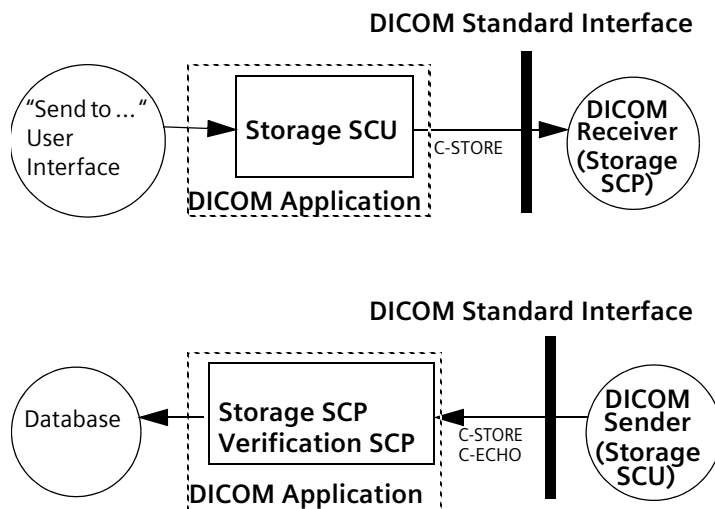 DICOM Standard Interface
“Send to ... “
User
Interface
Storage SCU
C-STORE
DICOM
Receiver
(Storage
SCP)
DICOM Application
DICOM Standard Interface
Database
Storage SCP
Verification SCP
C-STORE
C-ECHO
DICOM
Sender
(Storage
SCU)
DICOM Application